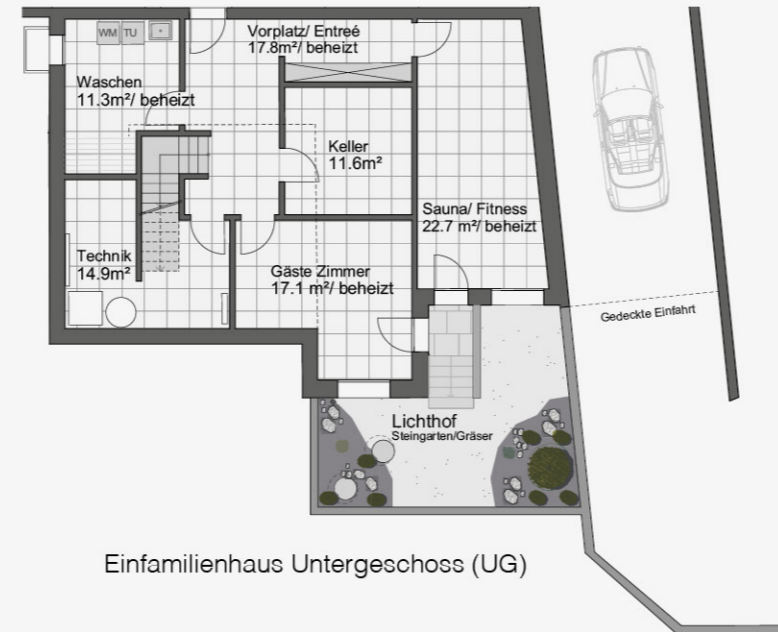 Vorplatz/ Entreé
17.8m²/ beheizt
WM TU
Waschen
11.3m²/ beheizt
Keller
11.6m²
Sauna/ Fitness
22.7 m²/ beheizt
Technik
14.9m²
Gäste Zimmer
17.1 m²/ beheizt
Gedeckte Einfahrt
Lichthof
Steingarten/Gräser
Einfamilienhaus Untergeschoss (UG)